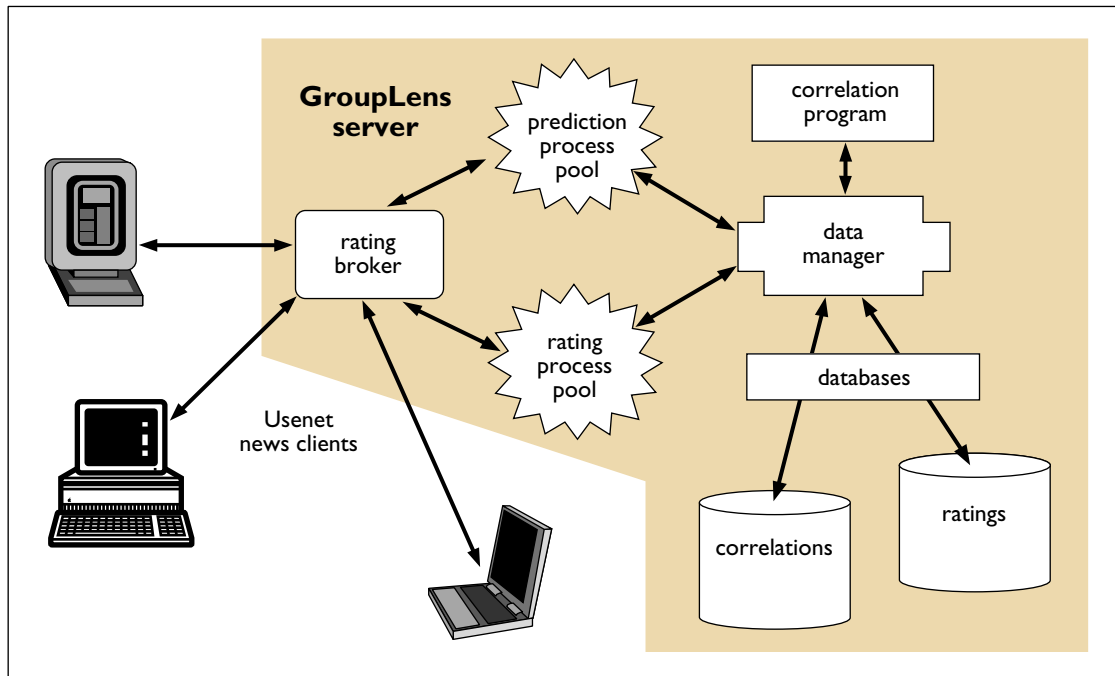 GroupLens
server
prediction
process
pool
correlation
program
rating
broker
data
manager
rating
process
pool
databases
Usenet
news clients
correlations
ratings